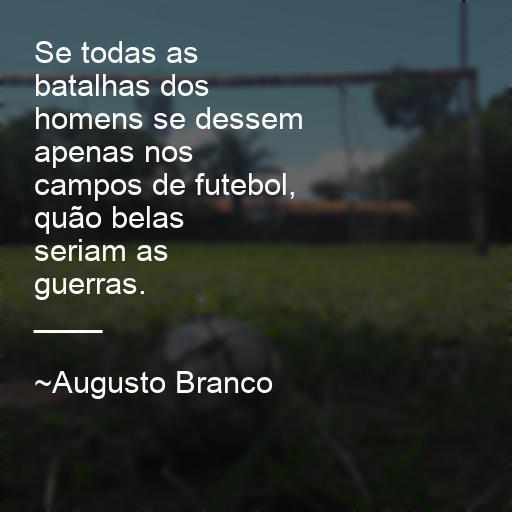 Se todas as
batalhas dos
homens se dessem
apenas nos
campos de futebol,
quão belas
seriam as
guerras.
____
~Augusto Branco